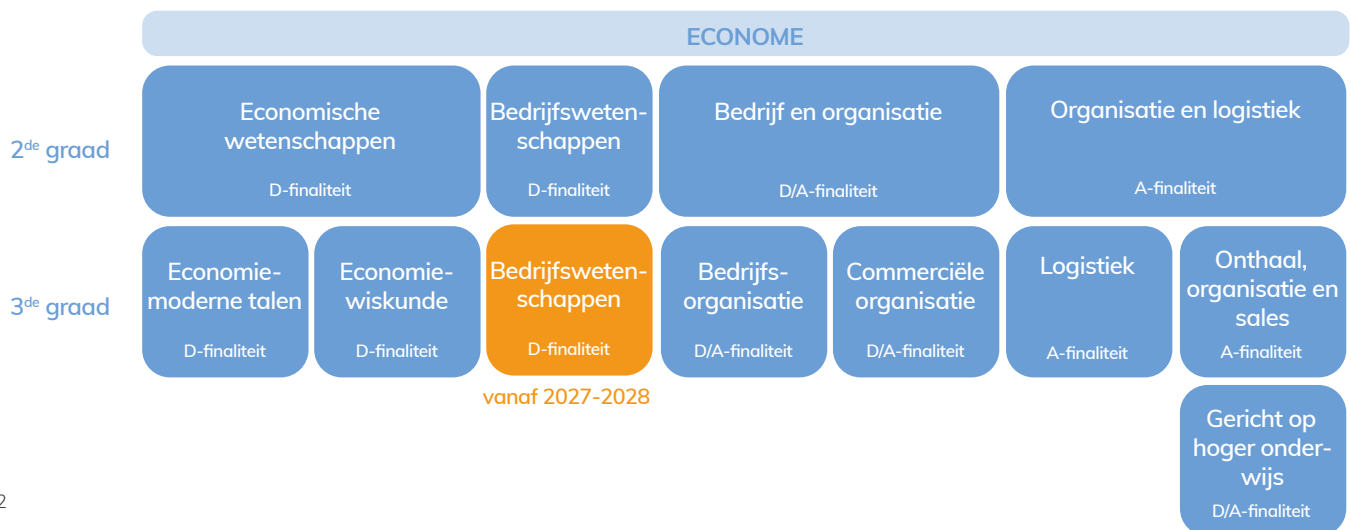 ECONOME
2de graad
Economische
wetenschappen
D-finaliteit
Bedrijfsweten-
schappen
D-finaliteit
Bedrijf en organisatie
D/A-finaliteit
Organisatie en logistiek
A-finaliteit
3de graad
Economie-
moderne talen
D-finaliteit
Economie-
wiskunde
D-finaliteit
Bedrijfsweten-
schappen
D-finaliteit
vanaf 2027-2028
Bedrijfs-
organisatie
D/A-finaliteit
Commerciële
organisatie
D/A-finaliteit
Logistiek
A-finaliteit
Onthaal,
organisatie en
sales
A-finaliteit
Gericht op
hoger onder-
wijs
D/A-finaliteit
2